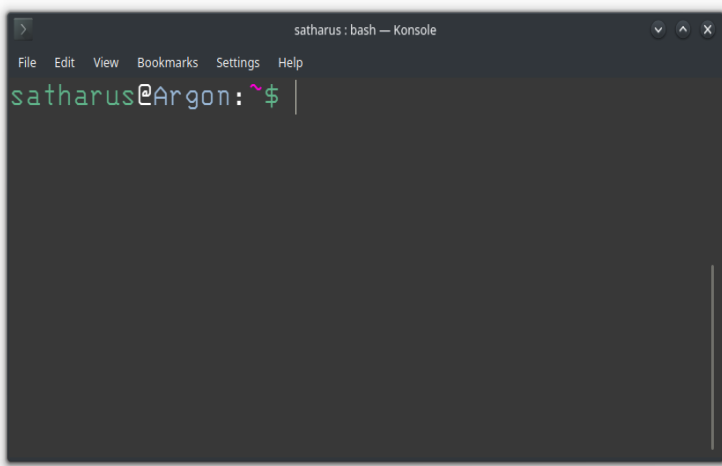 satharus : bash — Konsole
File Edit View Bookmarks Settings Help
satharus@Argon:~$